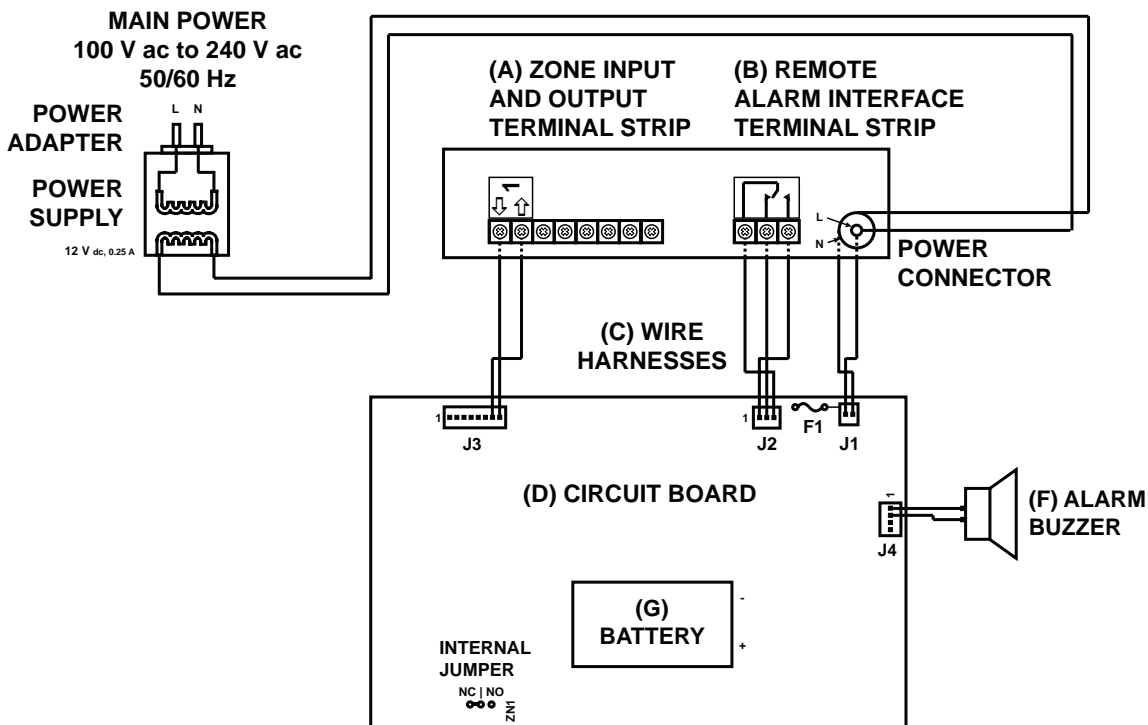 MAIN POWER
100 V ac to 240 V ac
50/60 Hz
L N
POWER
ADAPTER
POWER
SUPPLY
12 V dc, 0.25 A
(A) ZONE INPUT
AND OUTPUT
TERMINAL STRIP
(B) REMOTE
ALARM INTERFACE
TERMINAL STRIP
1
L
N
POWER
CONNECTOR
(C) WIRE
HARNESSES
1
J3
1
J2
F1
J1
(D) CIRCUIT BOARD
1
J4
(F) ALARM
BUZZER
(G)
BATTERY
-
+
INTERNAL
JUMPER
NC | NO
ZN1